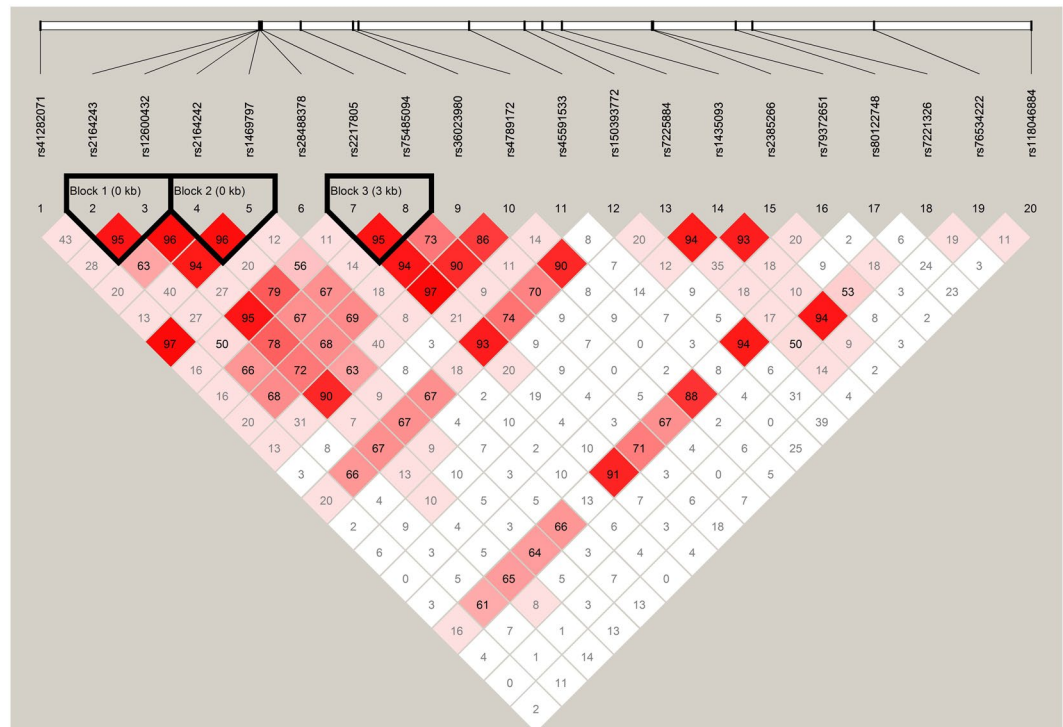 rs41282071
rs2164243
rs12600432
rs2164242
rs1469797
rs28488378
rs2217805
rs75485094
rs36023980
rs4789172
rs45591533
rs150393772
rs7225884
rs1435093
rs2385266
rs79372651
rs80122748
rs7221326
rs76534222
rs118046884
Block 1 (0 kb) Block 2 (0 kb) Block 3 (3 kb)
1 2 3 4 5 6 7 8 9 10 11 12 13 14 15 16 17 18 19 20
43 95 96 96 12 11 95 73 86 14 8 20 94 93 20 2 6 19 11
28 63 94 20 56 14 94 90 11 90 7 12 35 18 9 18 24 3
20 40 27 79 67 18 97 9 70 8 14 9 18 10 53 3 23
13 27 95 67 69 8 21 74 9 9 7 5 17 94 8 2
97 50 78 68 40 3 93 9 7 0 3 94 50 9 3
16 66 72 63 8 18 20 9 0 2 8 6 14 2
16 68 90 9 67 2 19 4 5 88 4 31 4
20 31 7 67 4 10 4 5 67 2 0 39
13 8 67 9 7 2 10 71 4 6 25
3 66 13 10 3 10 91 3 0 5
20 4 10 5 5 13 7 6 7
2 9 4 3 66 6 3 18
6 3 5 64 3 4 4
0 5 65 5 7 0
3 61 8 3 13
16 7 1 13
4 1 14
0 11
2